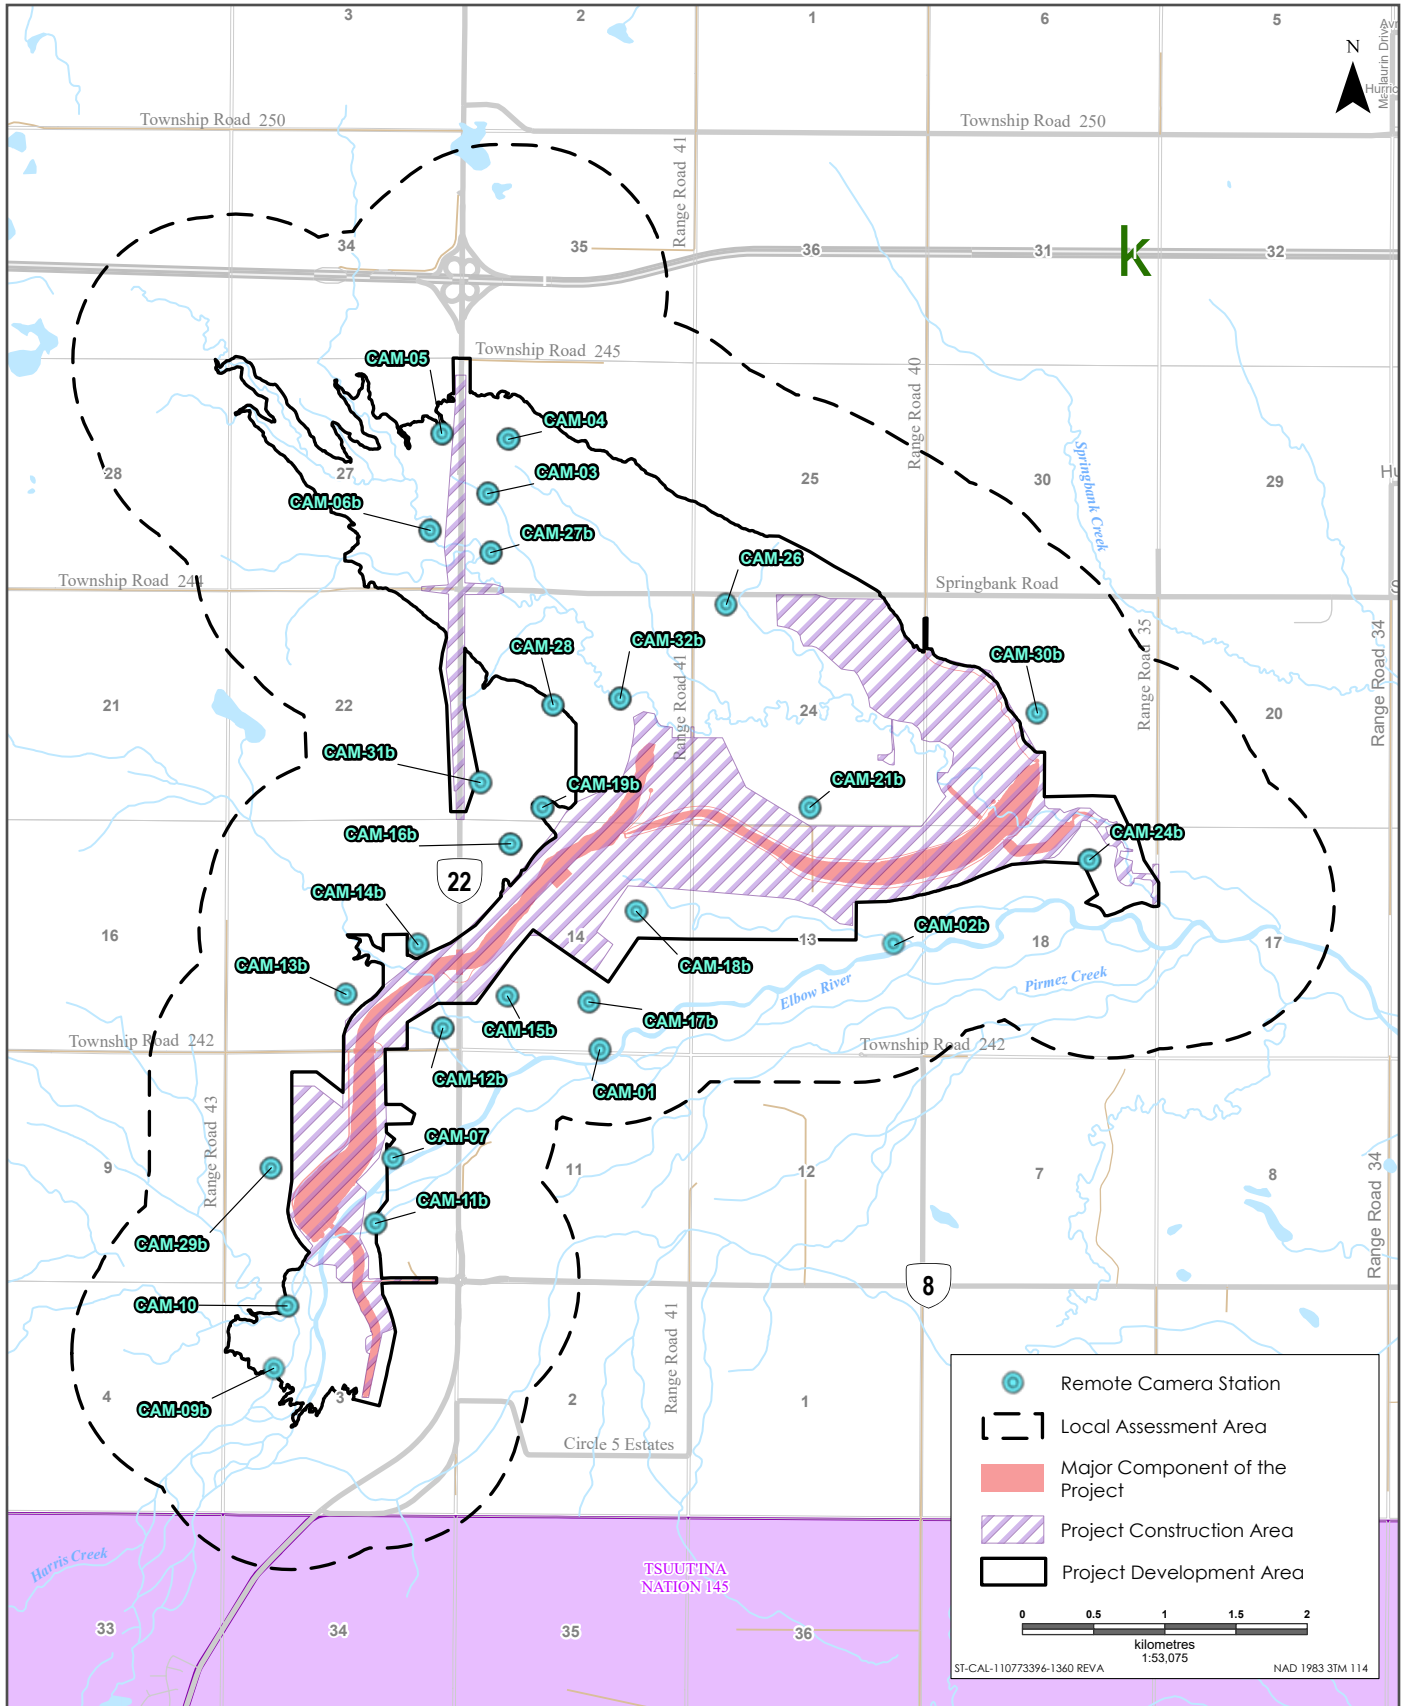 3
2
1
6
5
N
Township Road 250
Township Road 250
Range Road 41
34
35
36
31
k
32
Township Road 245
CAM-05
CAM-04
Range Road 40
Springbank Creek
CAM-03
28
27
25
30
29
CAM-06b
CAM-27b
CAM-26
Township Road 244
Springbank Road
CAM-28
CAM-32b
CAM-30b
Range Road 41
Range Road 35
Range Road 34
21
22
24
20
CAM-31b
CAM-19b
CAM-21b
CAM-16b
CAM-24b
22
CAM-14b
16
14
13
CAM-02b
18
17
CAM-13b
CAM-18b
Elbow River
Pirmez Creek
CAM-15b
CAM-17b
Township Road 242
Township Road 242
CAM-12b
CAM-01
Range Road 43
CAM-07
9
11
12
7
8
Range Road 34
CAM-11b
CAM-29b
8
CAM-10
Range Road 41
4
3
2
1
CAM-09b
Circle 5 Estates
Harris Creek
TSUUT'INA
NATION 145
33
34
35
36
Remote Camera Station
Local Assessment Area
Major Component of the
Project
Project Construction Area
Project Development Area
0 0.5 1 1.5 2
kilometres
1:53,075
ST-CAL-110773396-1360 REVA
NAD 1983 3TM 114